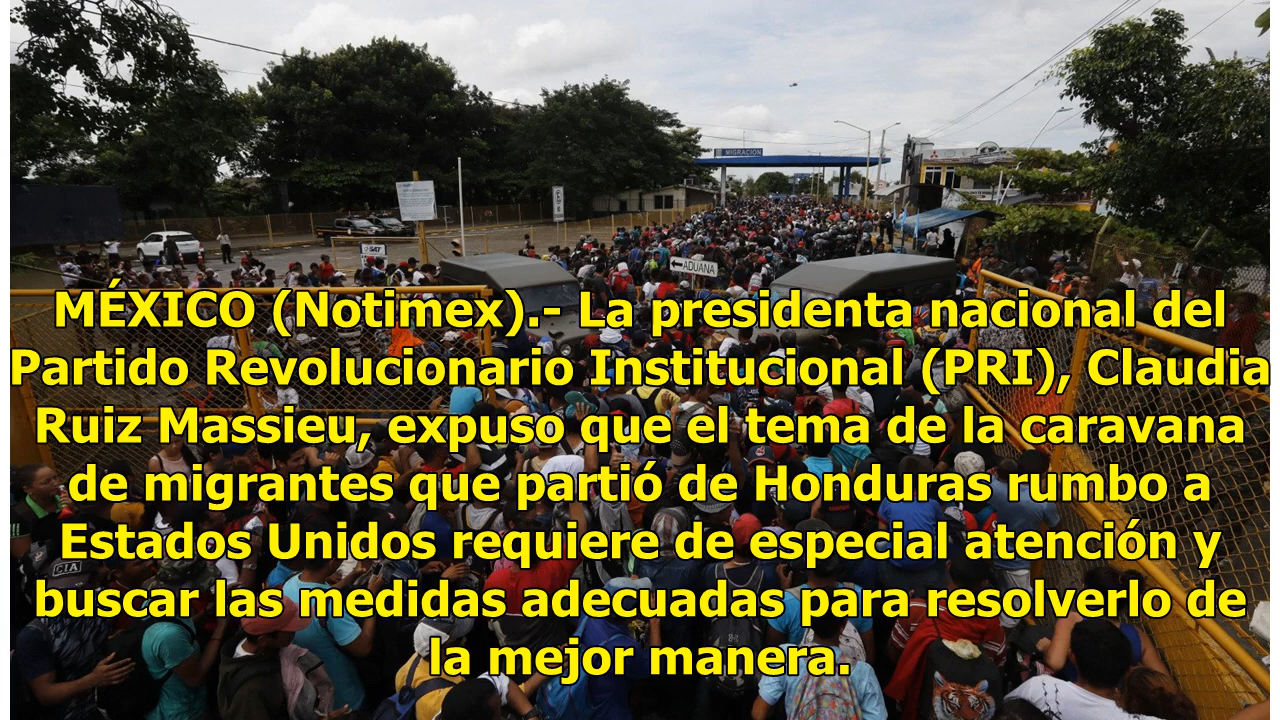 MIGRACION
SAT
ADUANA
MÉXICO (Notimex).- La presidenta nacional del
Partido Revolucionario Institucional (PRI), Claudia
Ruiz Massieu, expuso que el tema de la caravana
de migrantes que partió de Honduras rumbo a
Estados Unidos requiere de especial atención y
buscar las medidas adecuadas para resolverlo de
la mejor manera.
CIA